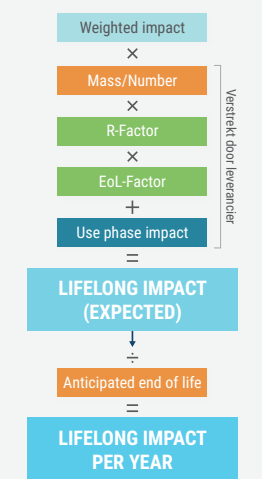 Weighted impact
×
Mass/Number
×
R-Factor
×
EoL-Factor
+
Use phase impact
Verstrekt door leverancier
=
LIFELONG IMPACT
(EXPECTED)
÷
Anticipated end of life
=
LIFELONG IMPACT
PER YEAR